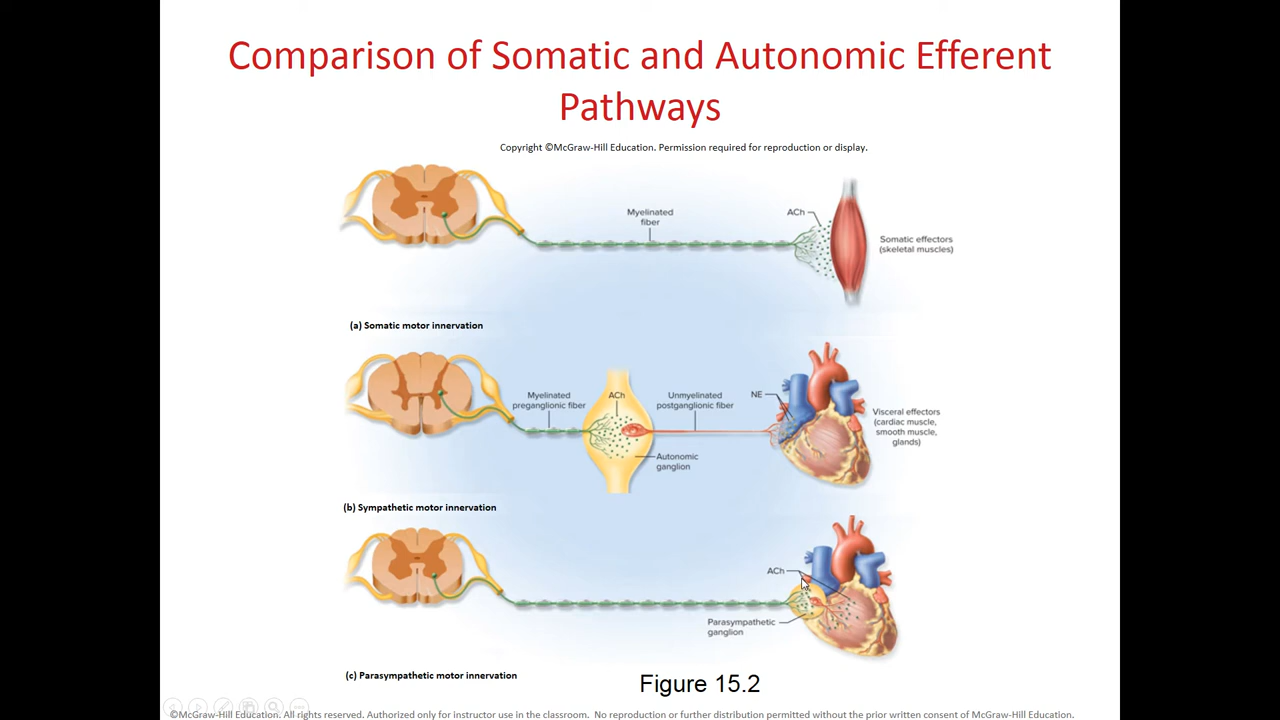 Comparison of Somatic and Autonomic Efferent
Pathways
Copyright ©McGraw-Hill Education. Permission required for reproduction or display.
Myelinated
fiber
ACh
Somatic effectors
(skeletal muscles)
(a) Somatic motor innervation
Myelinated
preganglionic fiber
ACh
Unmyelinated
postganglionic fiber
NE
Visceral effectors
(cardiac muscle,
smooth muscle,
glands)
Autonomic
ganglion
(b) Sympathetic motor innervation
ACh
Parasympathetic
ganglion
(c) Parasympathetic motor innervation
Figure 15.2
©McGraw-Hill Education. All rights reserved. Authorized only for instructor use in the classroom. No reproduction or further distribution permitted without the prior written consent of McGraw-Hill Education.